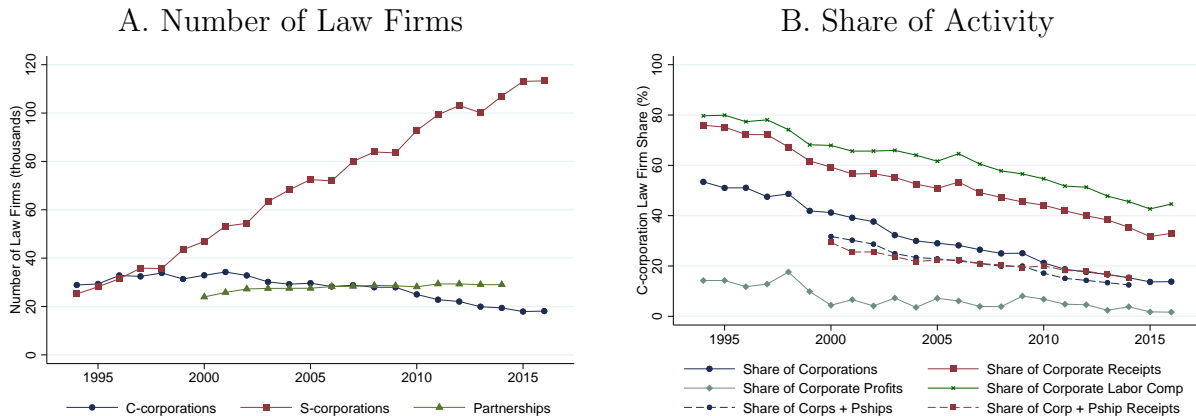 A. Number of Law Firms
Number of Law Firms (thousands)
120
100
80
60
40
20
0
1995 2000 2005 2010 2015
C-corporations S-corporations Partnerships
B. Share of Activity
C-corporation Law Firm Share (%)
100
80
60
40
20
0
1995 2000 2005 2010 2015
Share of Corporations Share of Corporate Receipts
Share of Corporate Profits Share of Corporate Labor Comp
Share of Corps + Pships Share of Corp + Pship Receipts